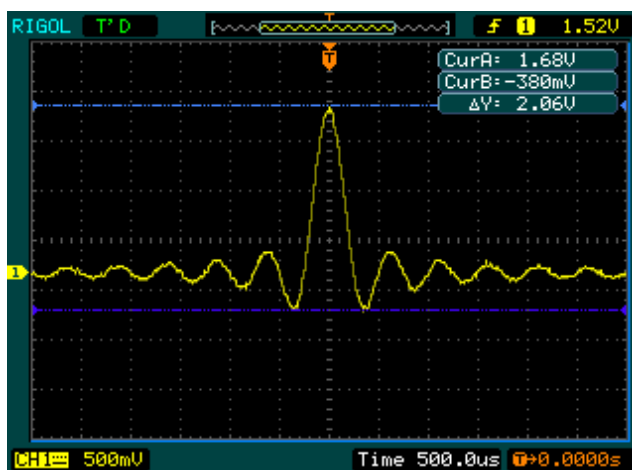 RIGOL T'D 1 1.52V
T
CurA= 1.68V
CurB=-380mV
ΔY= 2.06V
1
CH1 500mV Time 500.0us T→0.0000s